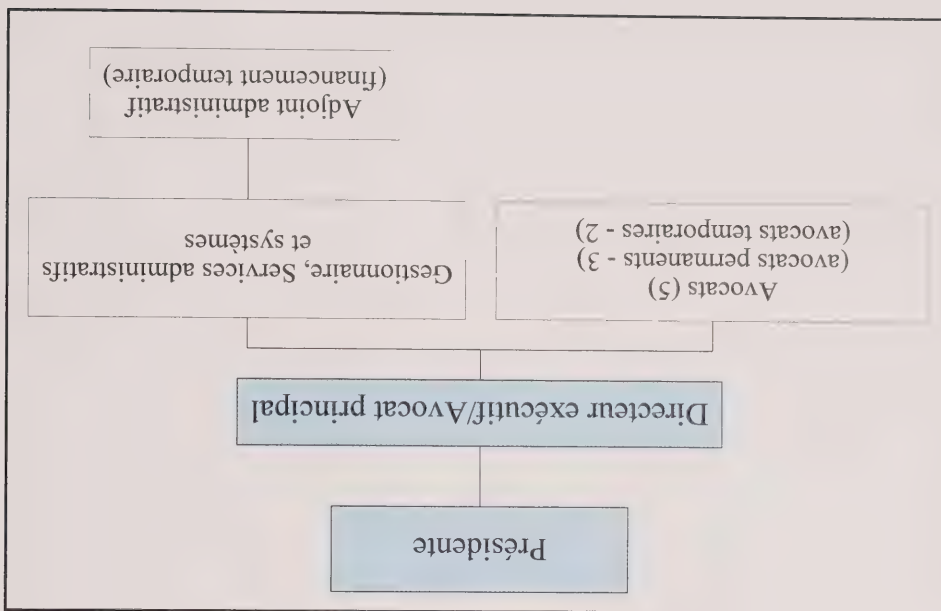 Présidente
Directeur exécutif/Avocat principal
Avocats (5)
(avocats permanents - 3)
(avocats temporaires - 2)
Gestionnaire, Services administratifs
et systèmes
Adjoint administratif
(financement temporaire)